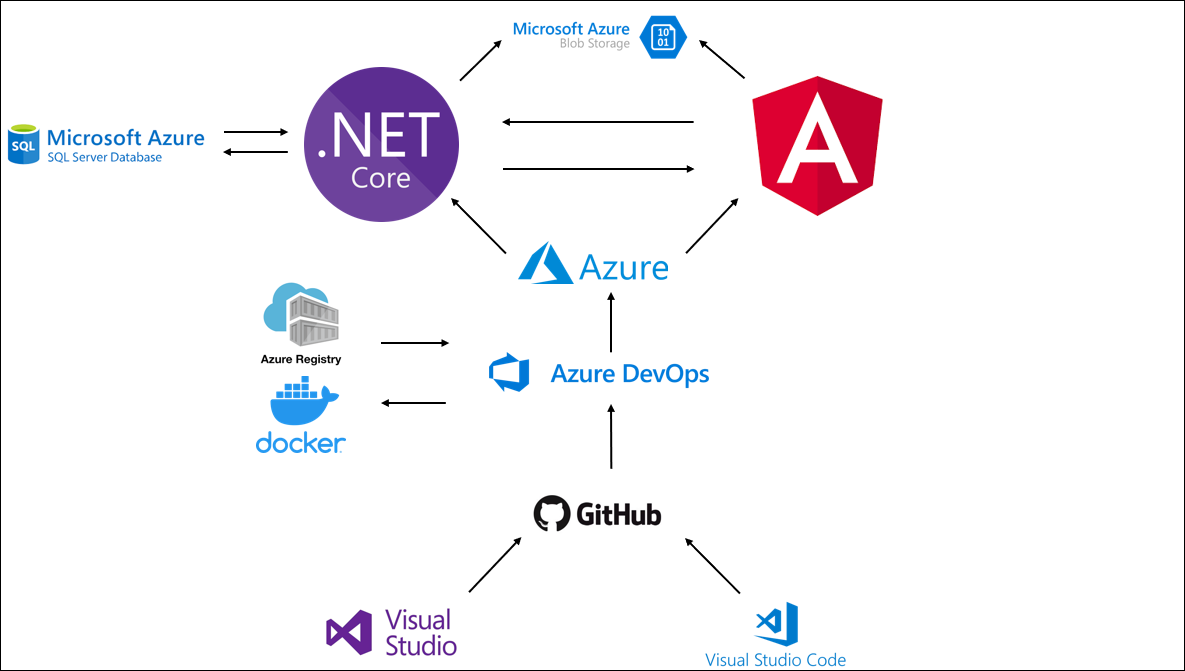 Microsoft Azure
Blob Storage
10
01
.NET
Core
A
SQL
Microsoft Azure
SQL Server Database
Azure
Azure Registry
Azure DevOps
docker
GitHub
Visual
Studio
Visual Studio Code